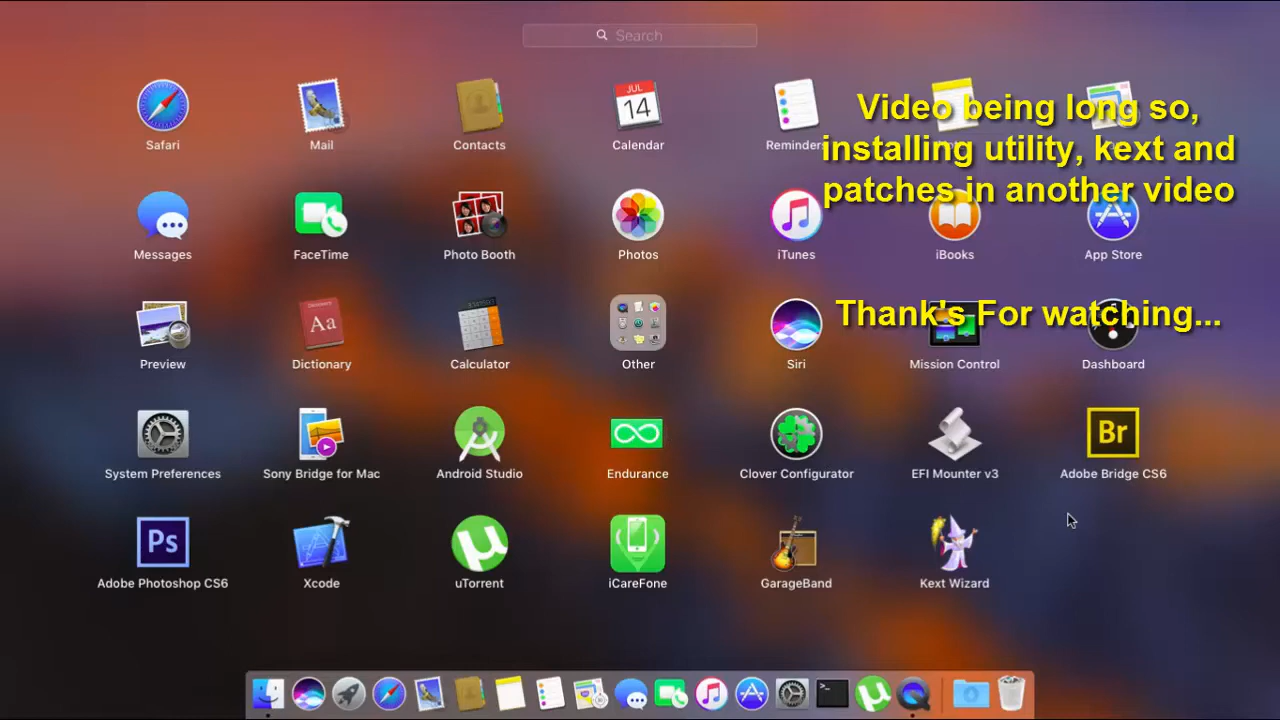 Search
Video being long so,
installing utility, kext and
patches in another video
JUL
14
Safari
Mail
Contacts
Calendar
Reminders
Messages
FaceTime
Photo Booth
Photos
iTunes
iBooks
App Store
Thank's For watching...
Dictionary
Aa
Preview
Dictionary
Calculator
Other
Siri
Mission Control
Dashboard
Br
System Preferences
Sony Bridge for Mac
Android Studio
Endurance
Clover Configurator
EFI Mounter v3
Adobe Bridge CS6
Ps
µ
Adobe Photoshop CS6
Xcode
uTorrent
iCareFone
GarageBand
Kext Wizard
>_
µ